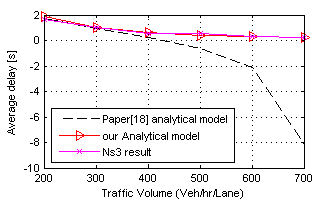 2
0
-2
-4
-6
-8
-10
Average delay [s]
Paper[18] analytical model
our Analytical model
Ns3 result
200 300 400 500 600 700
Traffic Volume (Veh/hr/Lane)